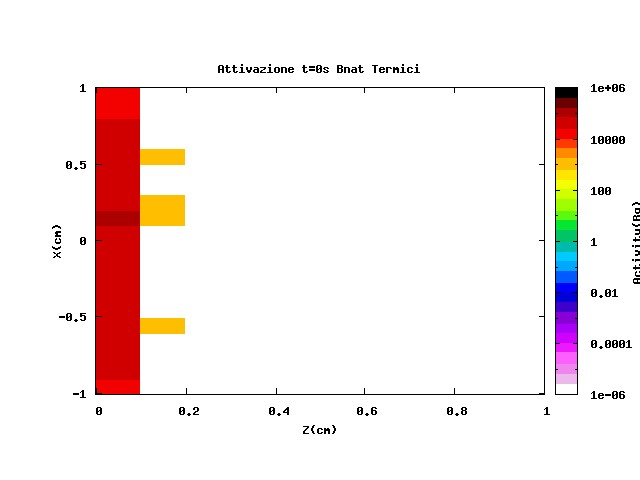 Attivazione t=0s Bnat Termici
1
0.5
0
-0.5
-1
X(cm)
0 0.2 0.4 0.6 0.8 1
Z(cm)
1e+06
10000
100
1
0.01
0.0001
1e-06
Activity(Bq)